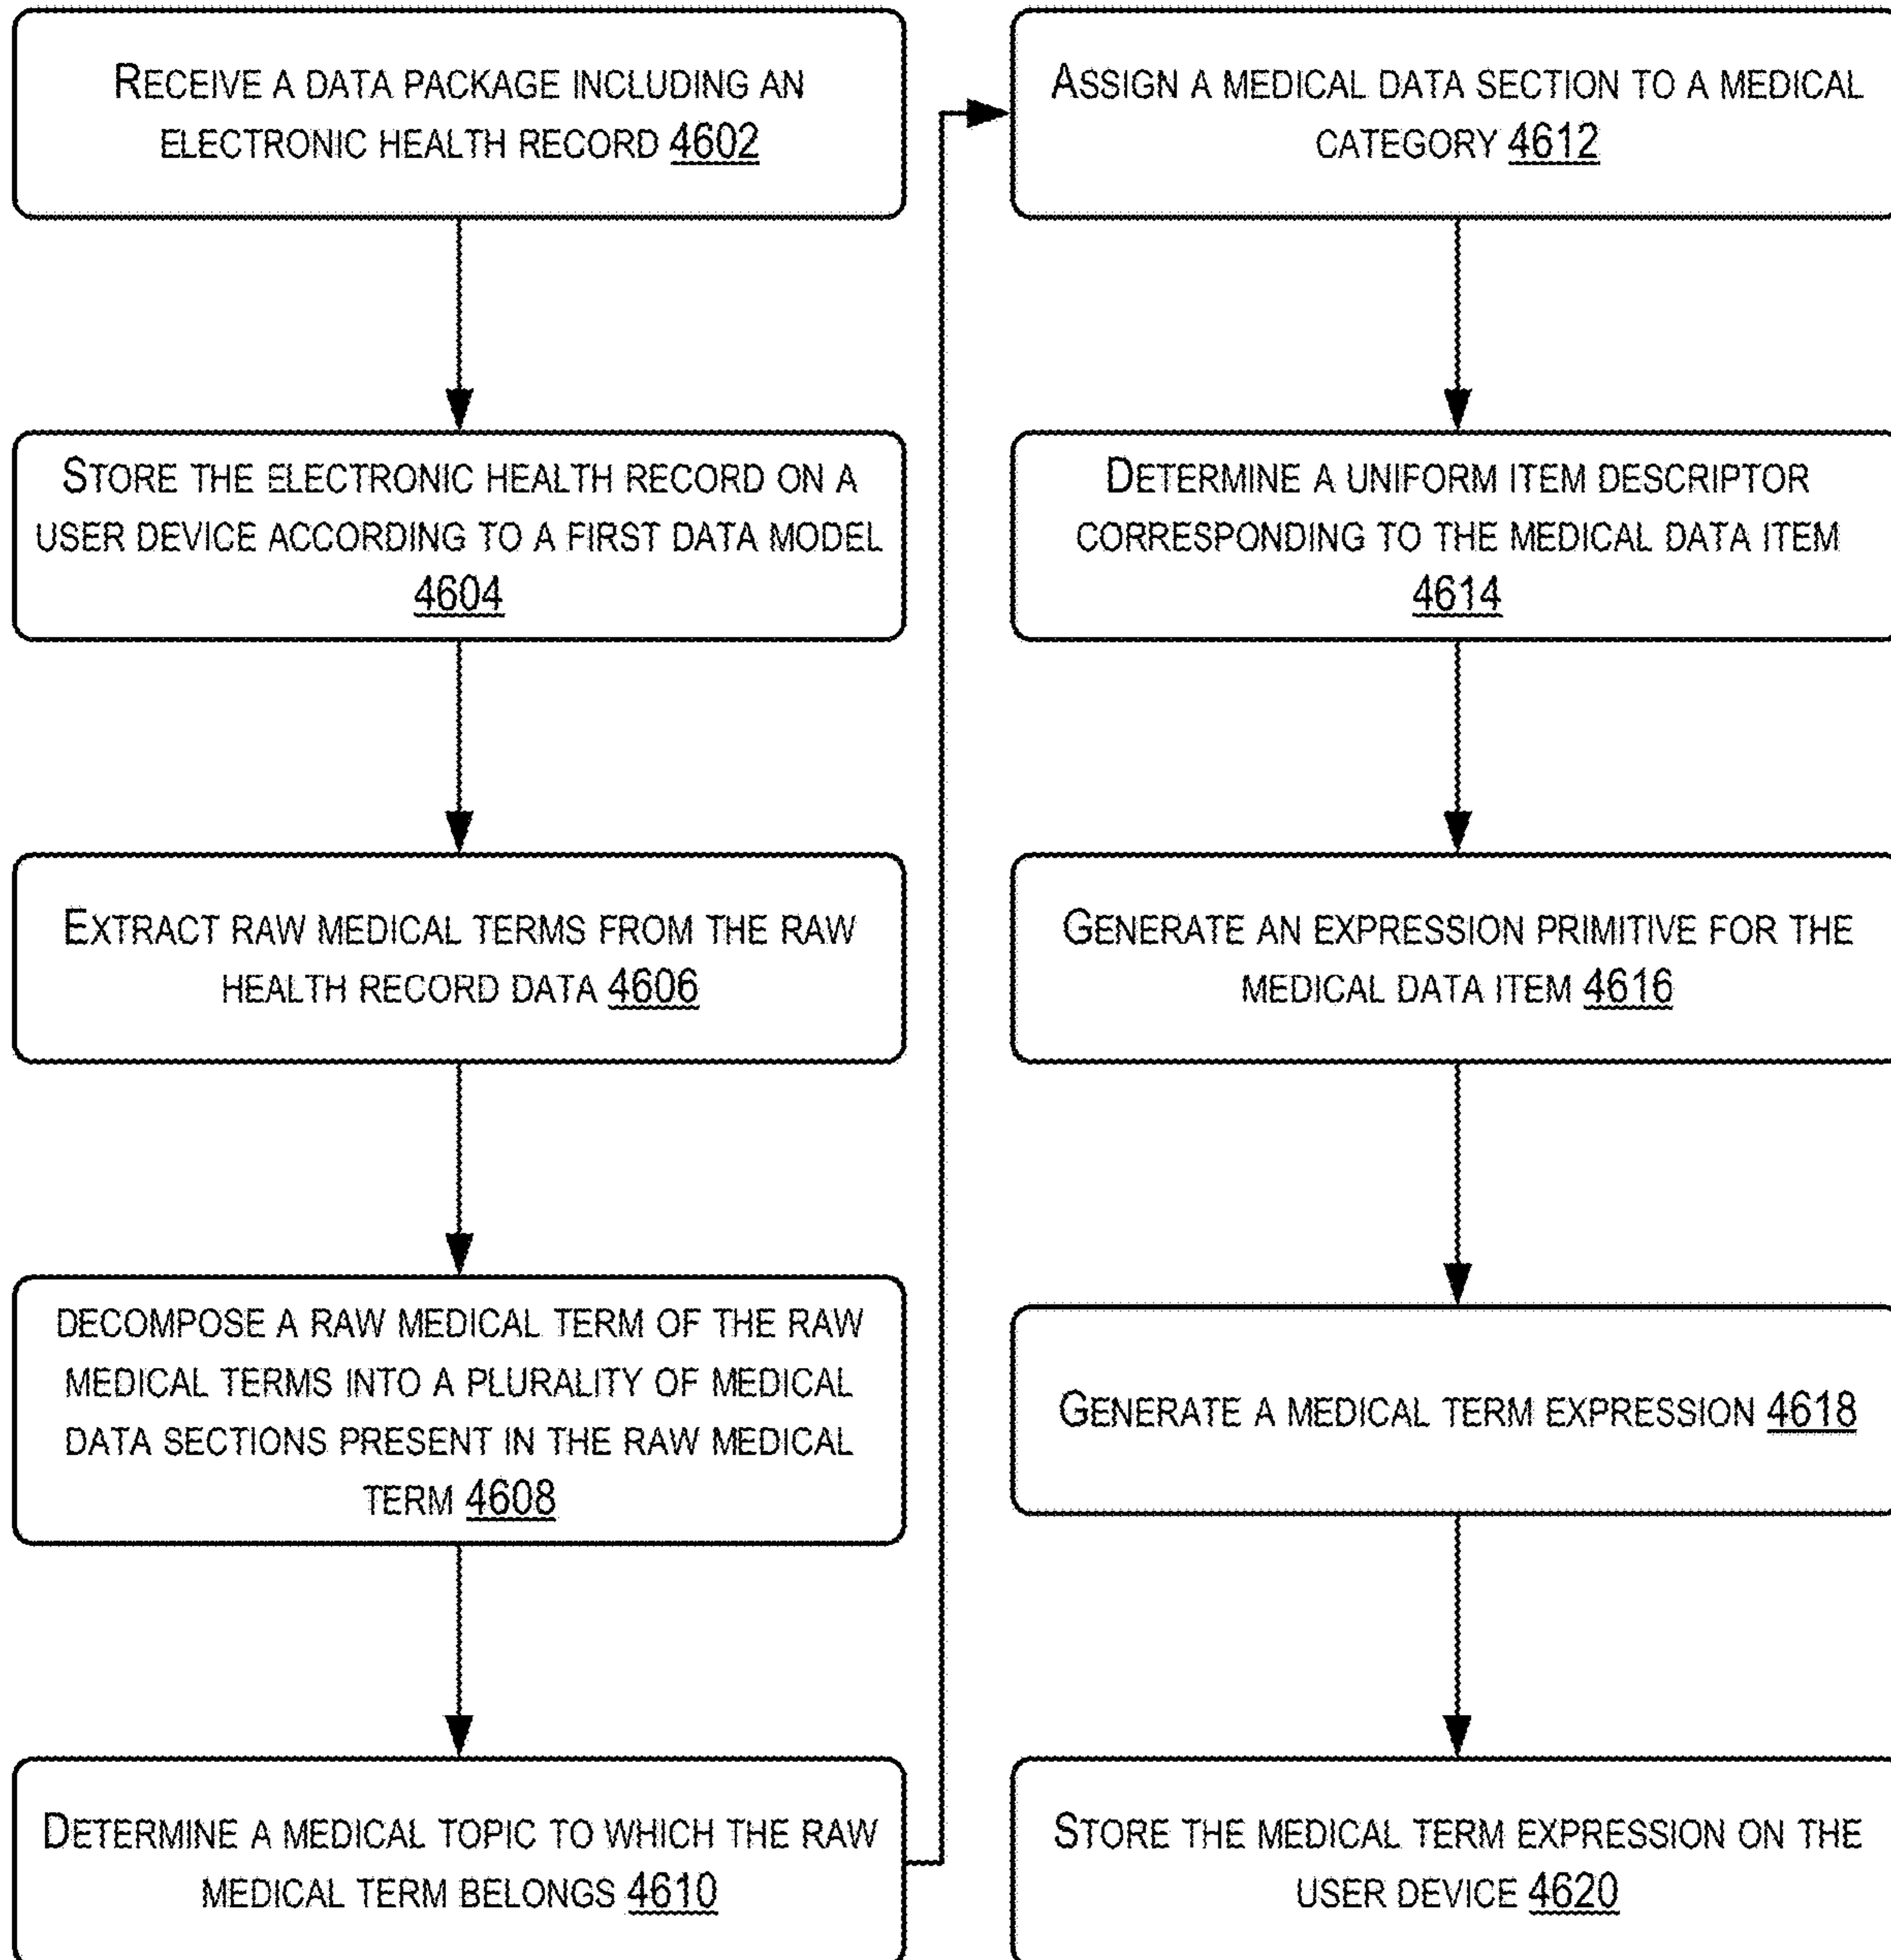 RECEIVE A DATA PACKAGE INCLUDING AN
ELECTRONIC HEALTH RECORD 4602
STORE THE ELECTRONIC HEALTH RECORD ON A
USER DEVICE ACCORDING TO A FIRST DATA MODEL
4604
EXTRACT RAW MEDICAL TERMS FROM THE RAW
HEALTH RECORD DATA 4606
DECOMPOSE A RAW MEDICAL TERM OF THE RAW
MEDICAL TERMS INTO A PLURALITY OF MEDICAL
DATA SECTIONS PRESENT IN THE RAW MEDICAL
TERM 4608
DETERMINE A MEDICAL TOPIC TO WHICH THE RAW
MEDICAL TERM BELONGS 4610
ASSIGN A MEDICAL DATA SECTION TO A MEDICAL
CATEGORY 4612
DETERMINE A UNIFORM ITEM DESCRIPTOR
CORRESPONDING TO THE MEDICAL DATA ITEM
4614
GENERATE AN EXPRESSION PRIMITIVE FOR THE
MEDICAL DATA ITEM 4616
GENERATE A MEDICAL TERM EXPRESSION 4618
STORE THE MEDICAL TERM EXPRESSION ON THE
USER DEVICE 4620